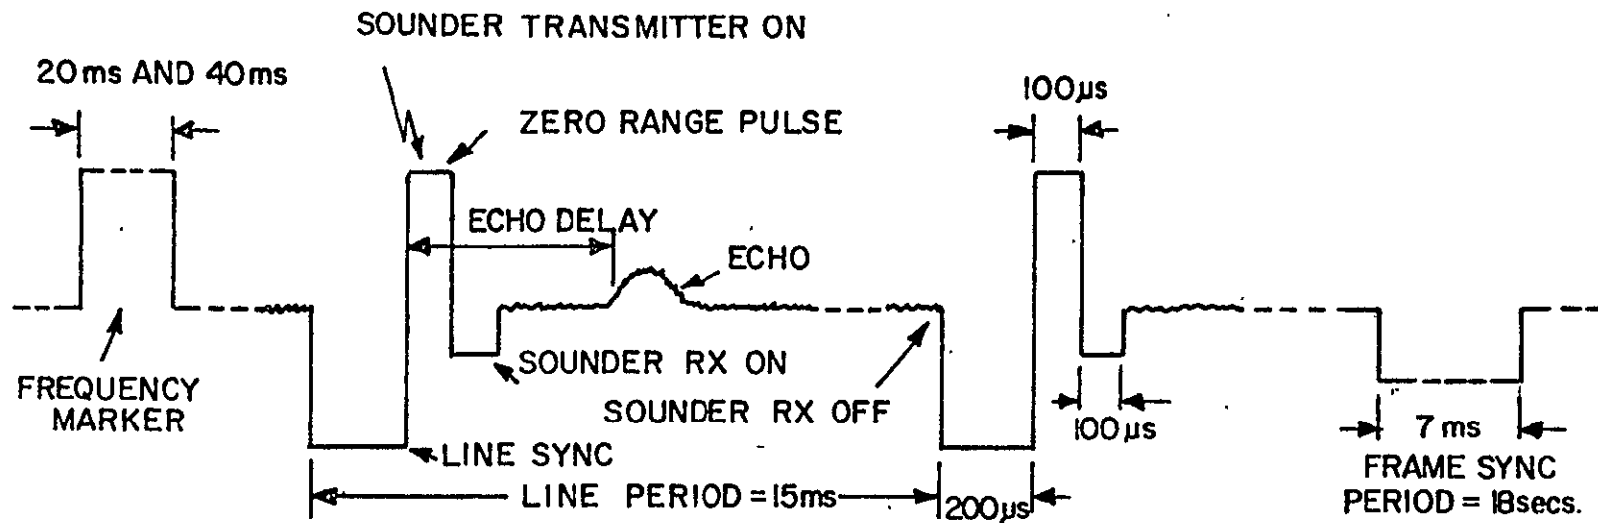 SOUNDER TRANSMITTER ON
20ms AND 40ms
100µs
ZERO RANGE PULSE
ECHO DELAY
ECHO
SOUNDER RX ON
FREQUENCY
MARKER
SOUNDER RX OFF
100µs
7ms
LINE SYNC
FRAME SYNC
LINE PERIOD = 15ms
200µs
PERIOD = 18secs.